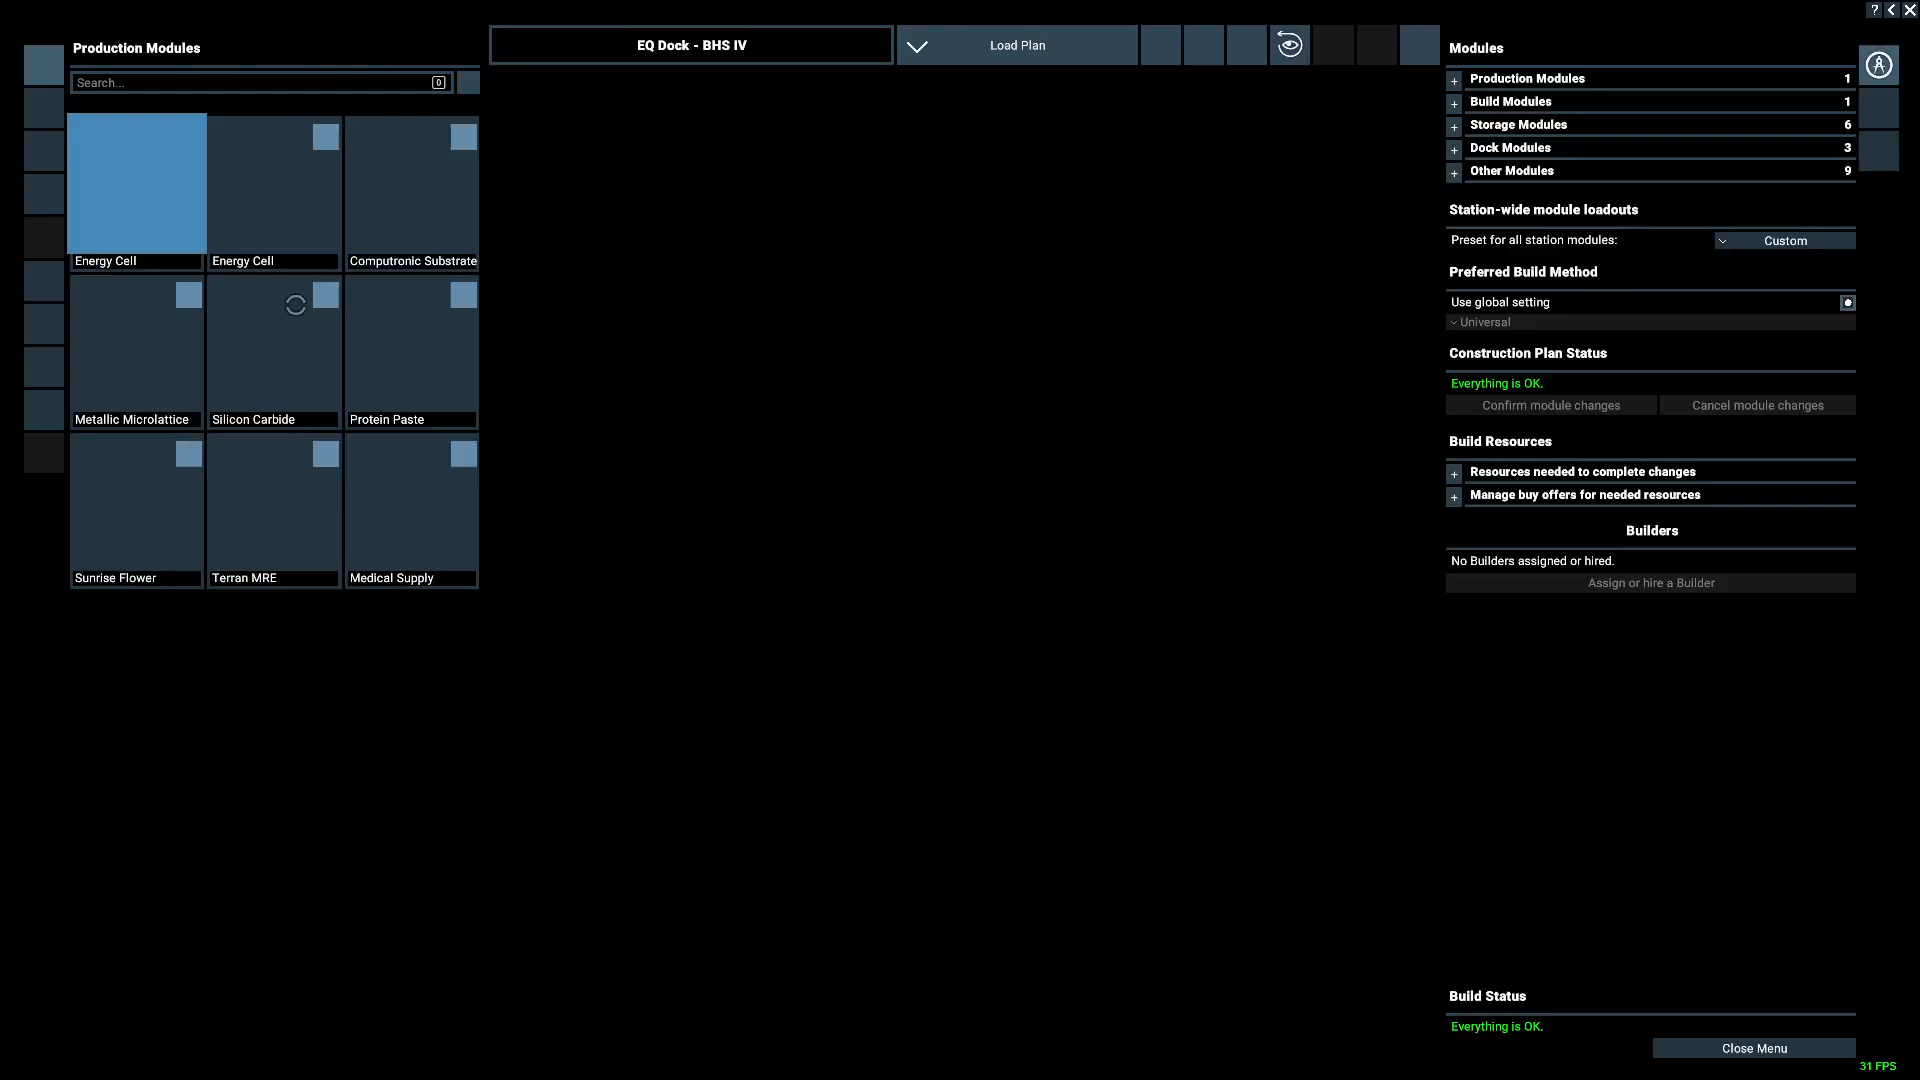 ?
Production Modules
EQ Dock - BHS IV
Load Plan
Modules
Search...
0
+ Production Modules 1
+ Build Modules 1
+ Storage Modules 6
+ Dock Modules 3
+ Other Modules 9
Station-wide module loadouts
Preset for all station modules:
Custom
Energy Cell
Energy Cell
Computronic Substrate
Preferred Build Method
Use global setting
Universal
Construction Plan Status
Everything is OK.
Confirm module changes
Cancel module changes
Metallic Microlattice
Silicon Carbide
Protein Paste
Build Resources
+ Resources needed to complete changes
+ Manage buy offers for needed resources
Builders
No Builders assigned or hired.
Assign or hire a Builder
Sunrise Flower
Terran MRE
Medical Supply
Build Status
Everything is OK.
Close Menu
31 FPS